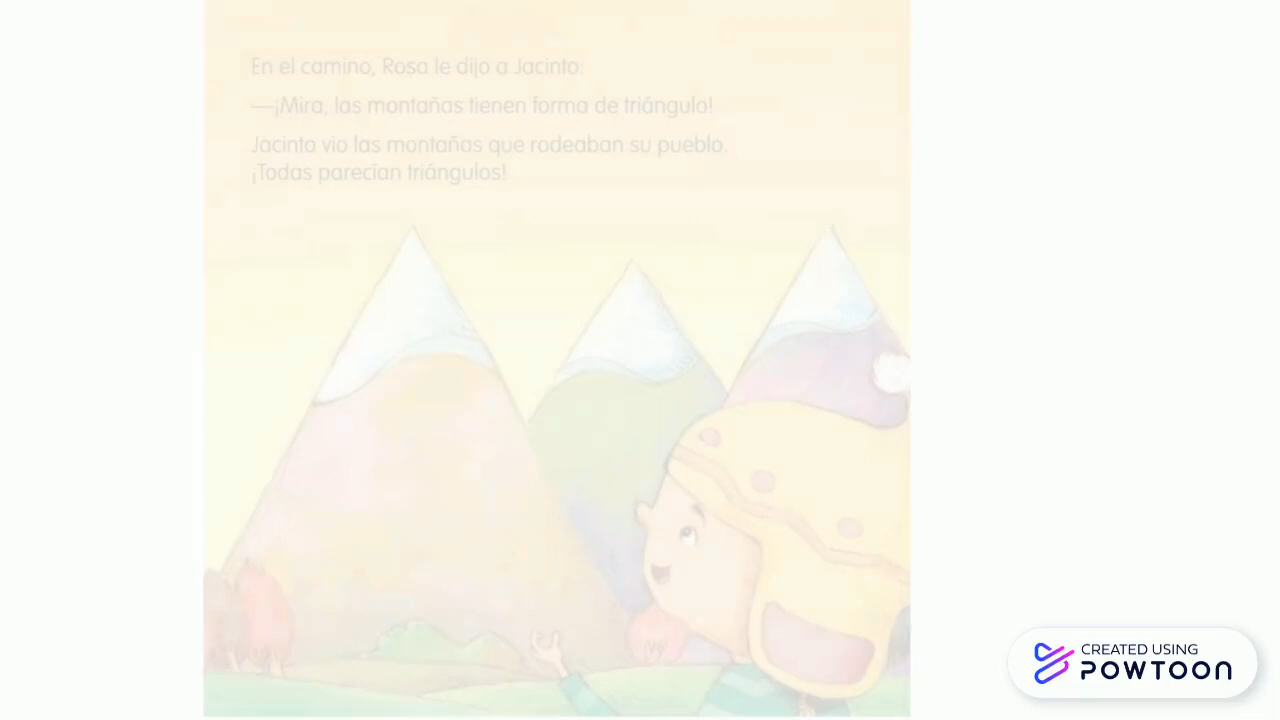 En el camino, Rosa le dijo a Jacinto:
—¡Mira, las montañas tienen forma de triángulo!
Jacinto vio las montañas que rodeaban su pueblo.
¡Todas parecían triángulos!
CREATED USING
POWTOON